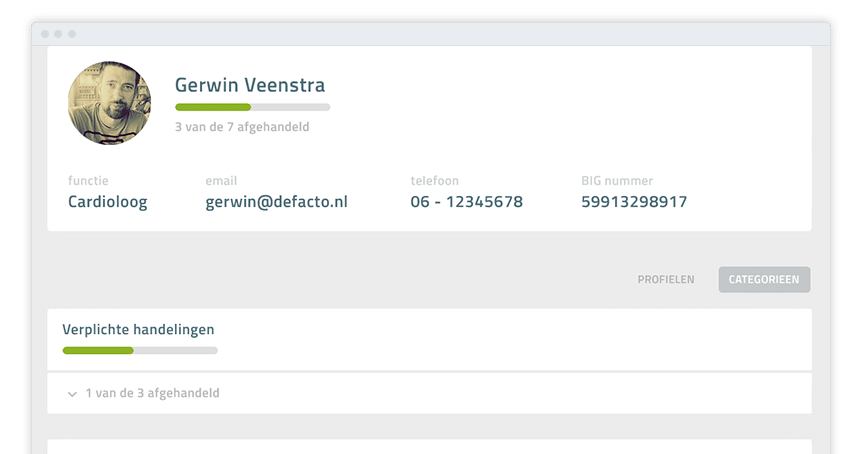 Gerwin Veenstra
3 van de 7 afgehandeld
functie email telefoon BIG nummer
Cardioloog gerwin@defacto.nl 06 - 12345678 59913298917
PROFIELEN CATEGORIEEN
Verplichte handelingen
1 van de 3 afgehandeld